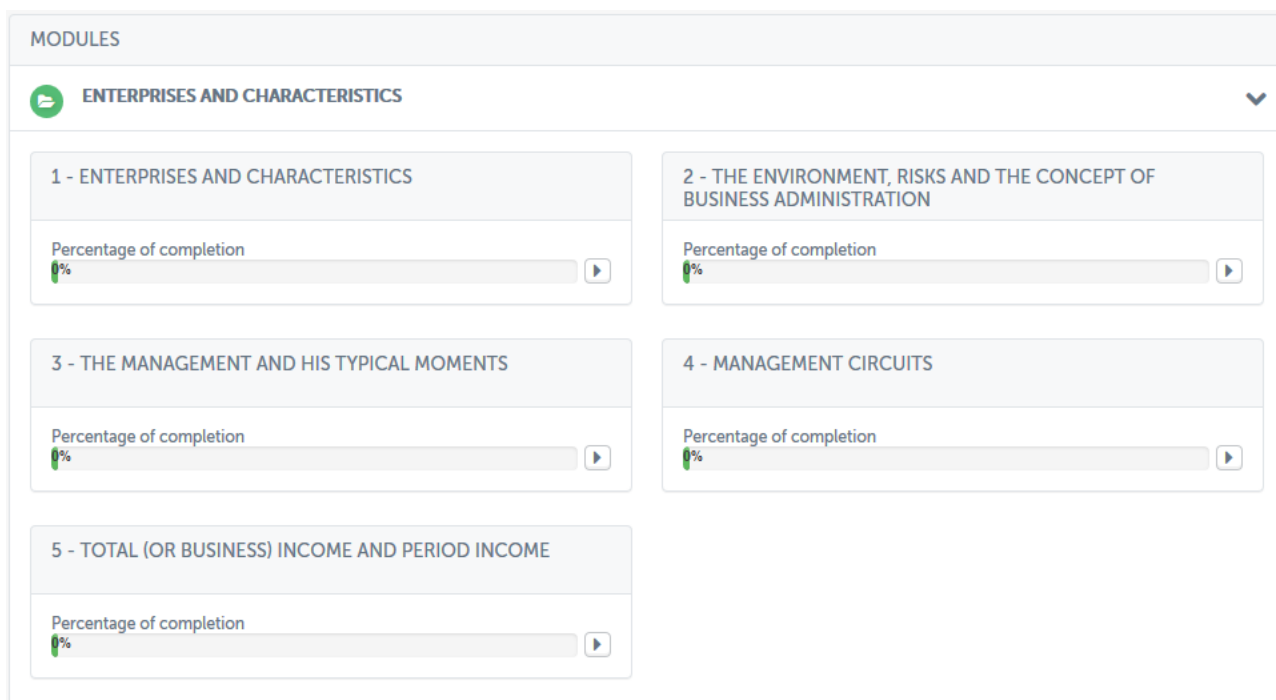 MODULES
ENTERPRISES AND CHARACTERISTICS
1 - ENTERPRISES AND CHARACTERISTICS
Percentage of completion
0%
2 - THE ENVIRONMENT, RISKS AND THE CONCEPT OF
BUSINESS ADMINISTRATION
Percentage of completion
0%
3 - THE MANAGEMENT AND HIS TYPICAL MOMENTS
Percentage of completion
0%
4 - MANAGEMENT CIRCUITS
Percentage of completion
0%
5 - TOTAL (OR BUSINESS) INCOME AND PERIOD INCOME
Percentage of completion
0%